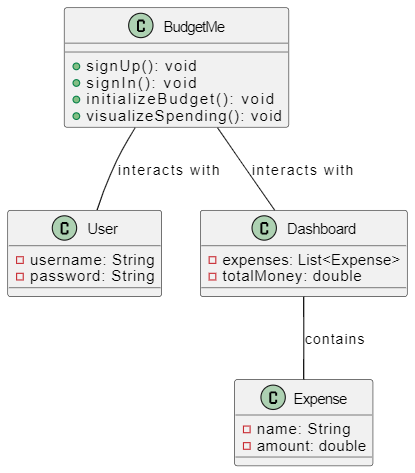 C BudgetMe
signUp(): void
signIn(): void
initializeBudget(): void
visualizeSpending(): void
interacts with
interacts with
C User
username: String
password: String
C Dashboard
expenses: List<Expense>
totalMoney: double
contains
C Expense
name: String
amount: double